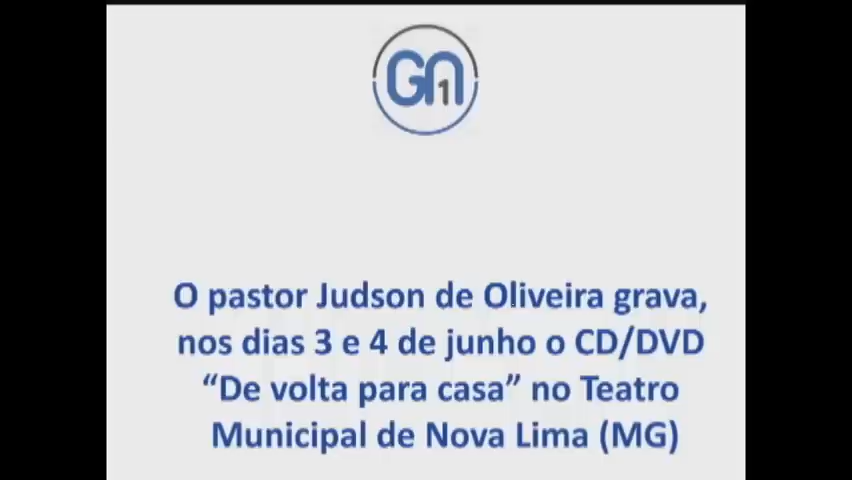 GN1
O pastor Judson de Oliveira grava,
nos dias 3 e 4 de junho o CD/DVD
“De volta para casa” no Teatro
Municipal de Nova Lima (MG)